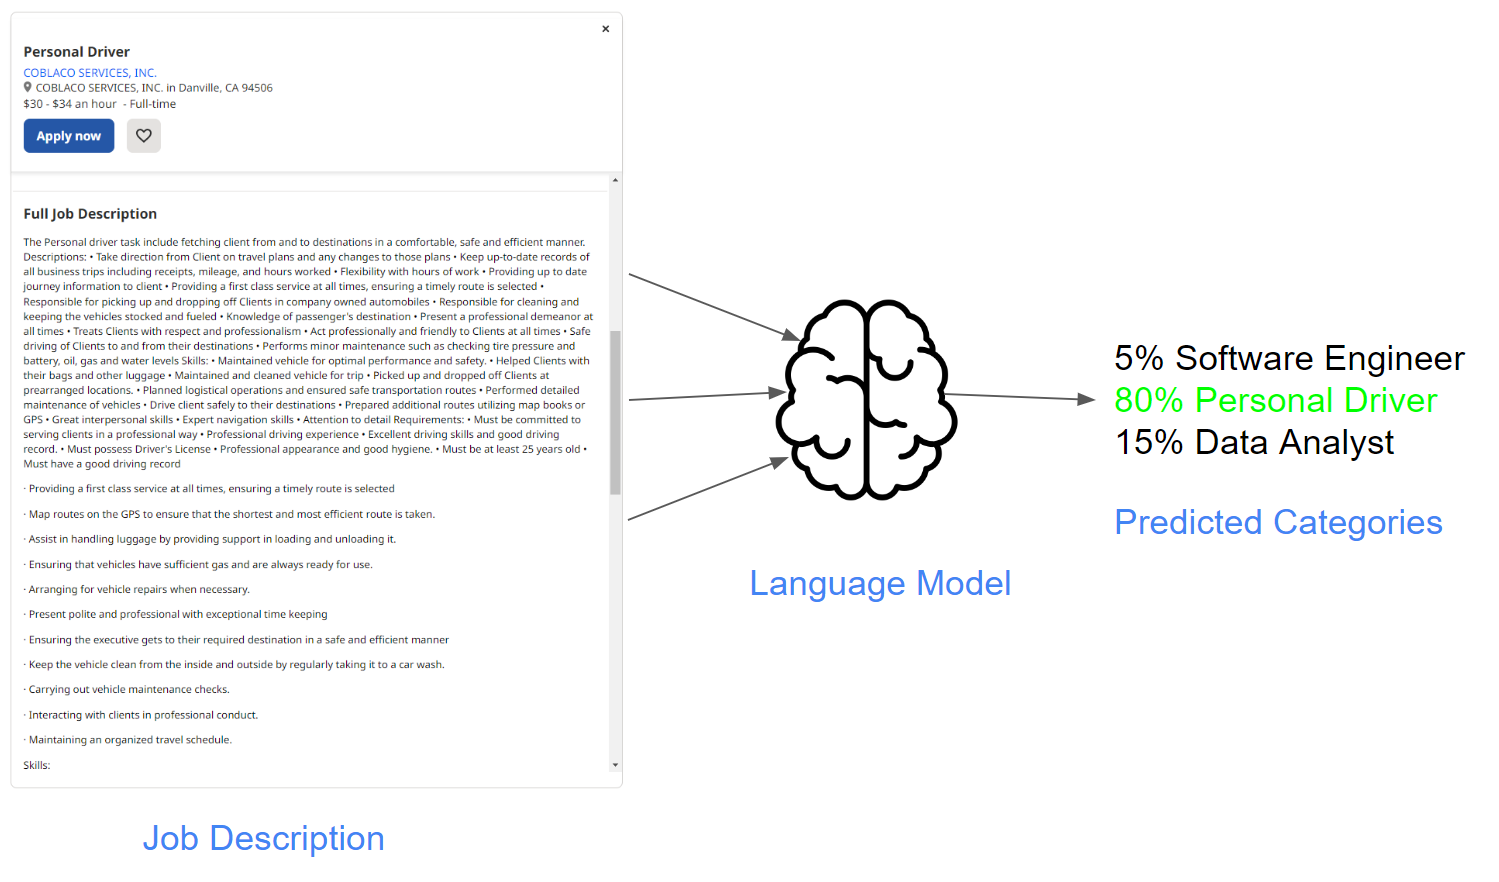 ×
Personal Driver
COBLACO SERVICES, INC.
COBLACO SERVICES, INC. in Danville, CA 94506
$30 - $34 an hour - Full-time
Apply now
Full Job Description
The Personal driver task include fetching client from and to destinations in a comfortable, safe and efficient manner.
Descriptions: • Take direction from Client on travel plans and any changes to those plans • Keep up-to-date records of
all business trips including receipts, mileage, and hours worked • Flexibility with hours of work • Providing up to date
journey information to client • Providing a first class service at all times, ensuring a timely route is selected •
Responsible for picking up and dropping off Clients in company owned automobiles • Responsible for cleaning and
keeping the vehicles stocked and fueled • Knowledge of passenger's destination • Present a professional demeanor at
all times • Treats Clients with respect and professionalism • Act professionally and friendly to Clients at all times • Safe
driving of Clients to and from their destinations • Performs minor maintenance such as checking tire pressure and
battery, oil, gas and water levels Skills: • Maintained vehicle for optimal performance and safety. • Helped Clients with
their bags and other luggage • Maintained and cleaned vehicle for trip • Picked up and dropped off Clients at
prearranged locations. • Planned logistical operations and ensured safe transportation routes • Performed detailed
maintenance of vehicles • Drive client safely to their destinations • Prepared additional routes utilizing map books or
GPS • Great interpersonal skills • Expert navigation skills • Attention to detail Requirements: • Must be committed to
serving clients in a professional way • Professional driving experience • Excellent driving skills and good driving
record. • Must possess Driver's License • Professional appearance and good hygiene. • Must be at least 25 years old •
Must have a good driving record
· Providing a first class service at all times, ensuring a timely route is selected
· Map routes on the GPS to ensure that the shortest and most efficient route is taken.
· Assist in handling luggage by providing support in loading and unloading it.
· Ensuring that vehicles have sufficient gas and are always ready for use.
· Arranging for vehicle repairs when necessary.
· Present polite and professional with exceptional time keeping
· Ensuring the executive gets to their required destination in a safe and efficient manner
· Keep the vehicle clean from the inside and outside by regularly taking it to a car wash.
· Carrying out vehicle maintenance checks.
· Interacting with clients in professional conduct.
· Maintaining an organized travel schedule.
Skills:
Job Description
Language Model
5% Software Engineer
80% Personal Driver
15% Data Analyst
Predicted Categories